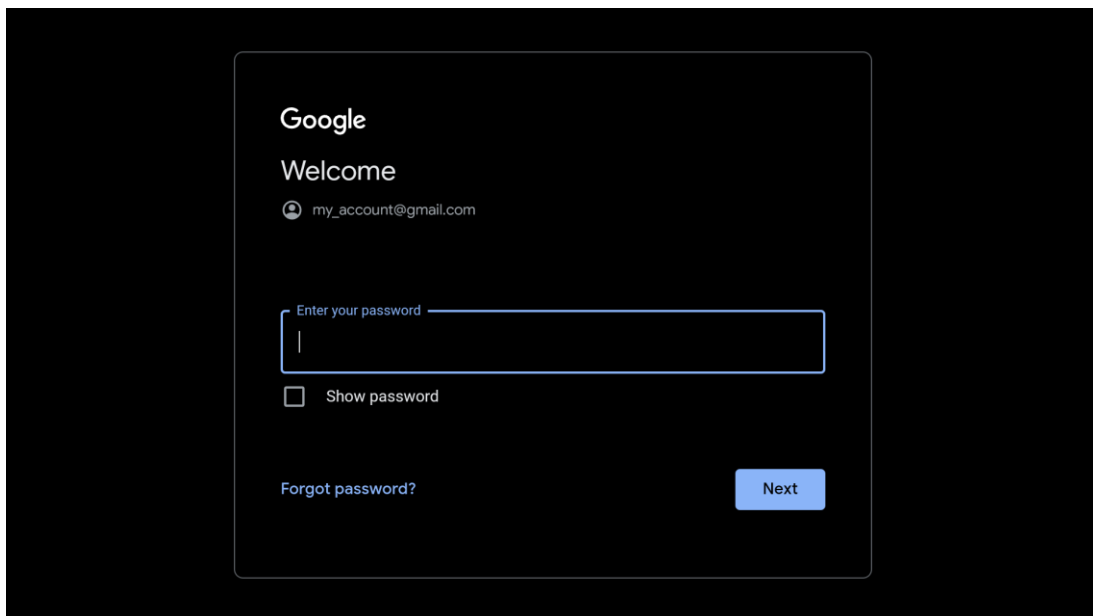 Google
Welcome
my_account@gmail.com
Enter your password
Show password
Forgot password?
Next